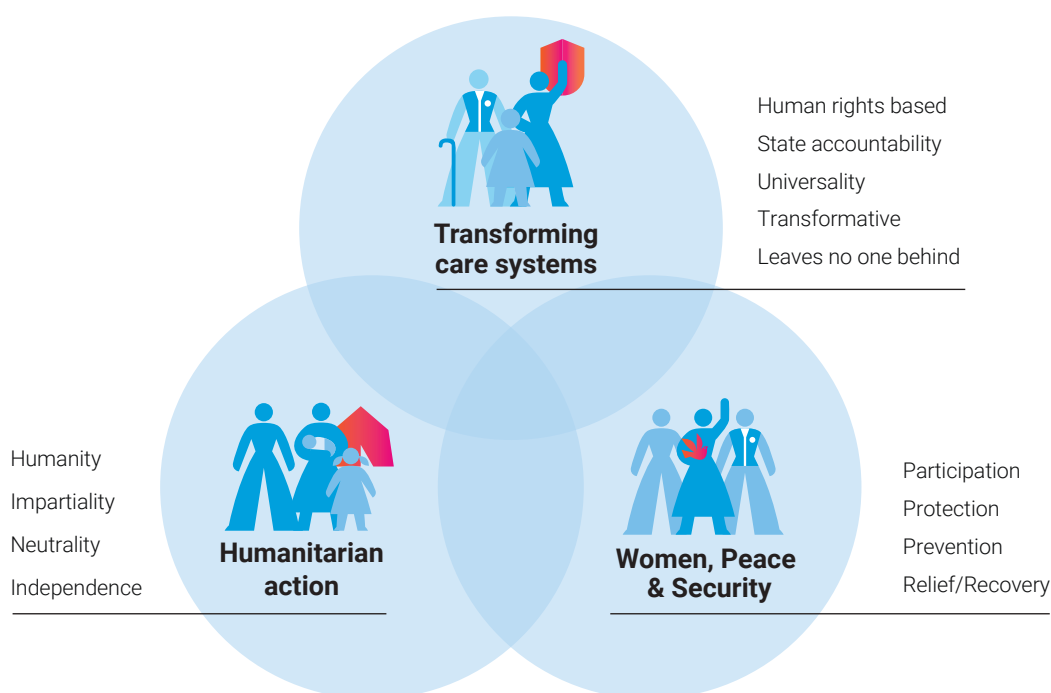 Human rights based
State accountability
Universality
Transformative
Leaves no one behind
Transforming
care systems
Humanity
Impartiality
Neutrality
Independence
Humanitarian
action
Women, Peace
& Security
Participation
Protection
Prevention
Relief/Recovery